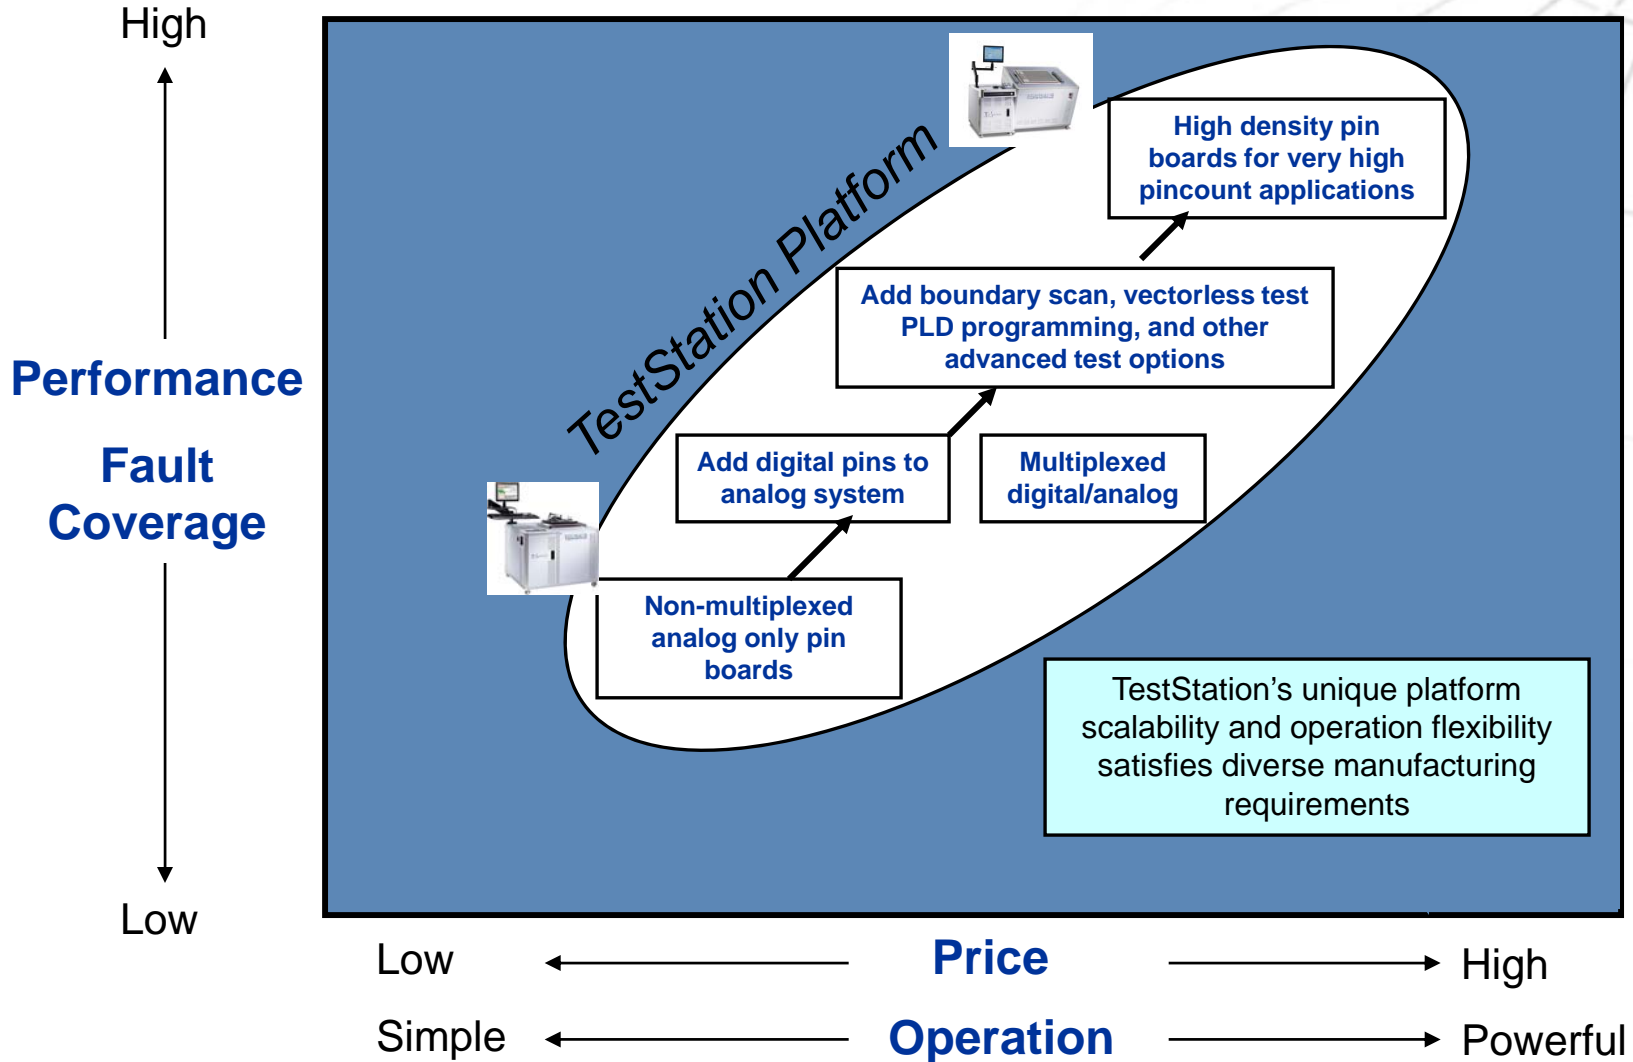 High
TestStation Platform
High density pin
boards for very high
pincount applications
Add boundary scan, vectorless test
PLD programming, and other
advanced test options
Performance
Fault
Coverage
Add digital pins to
analog system
Multiplexed
digital/analog
Non-multiplexed
analog only pin
boards
TestStation’s unique platform
scalability and operation flexibility
satisfies diverse manufacturing
requirements
Low
Low
Price
High
Simple
Operation
Powerful